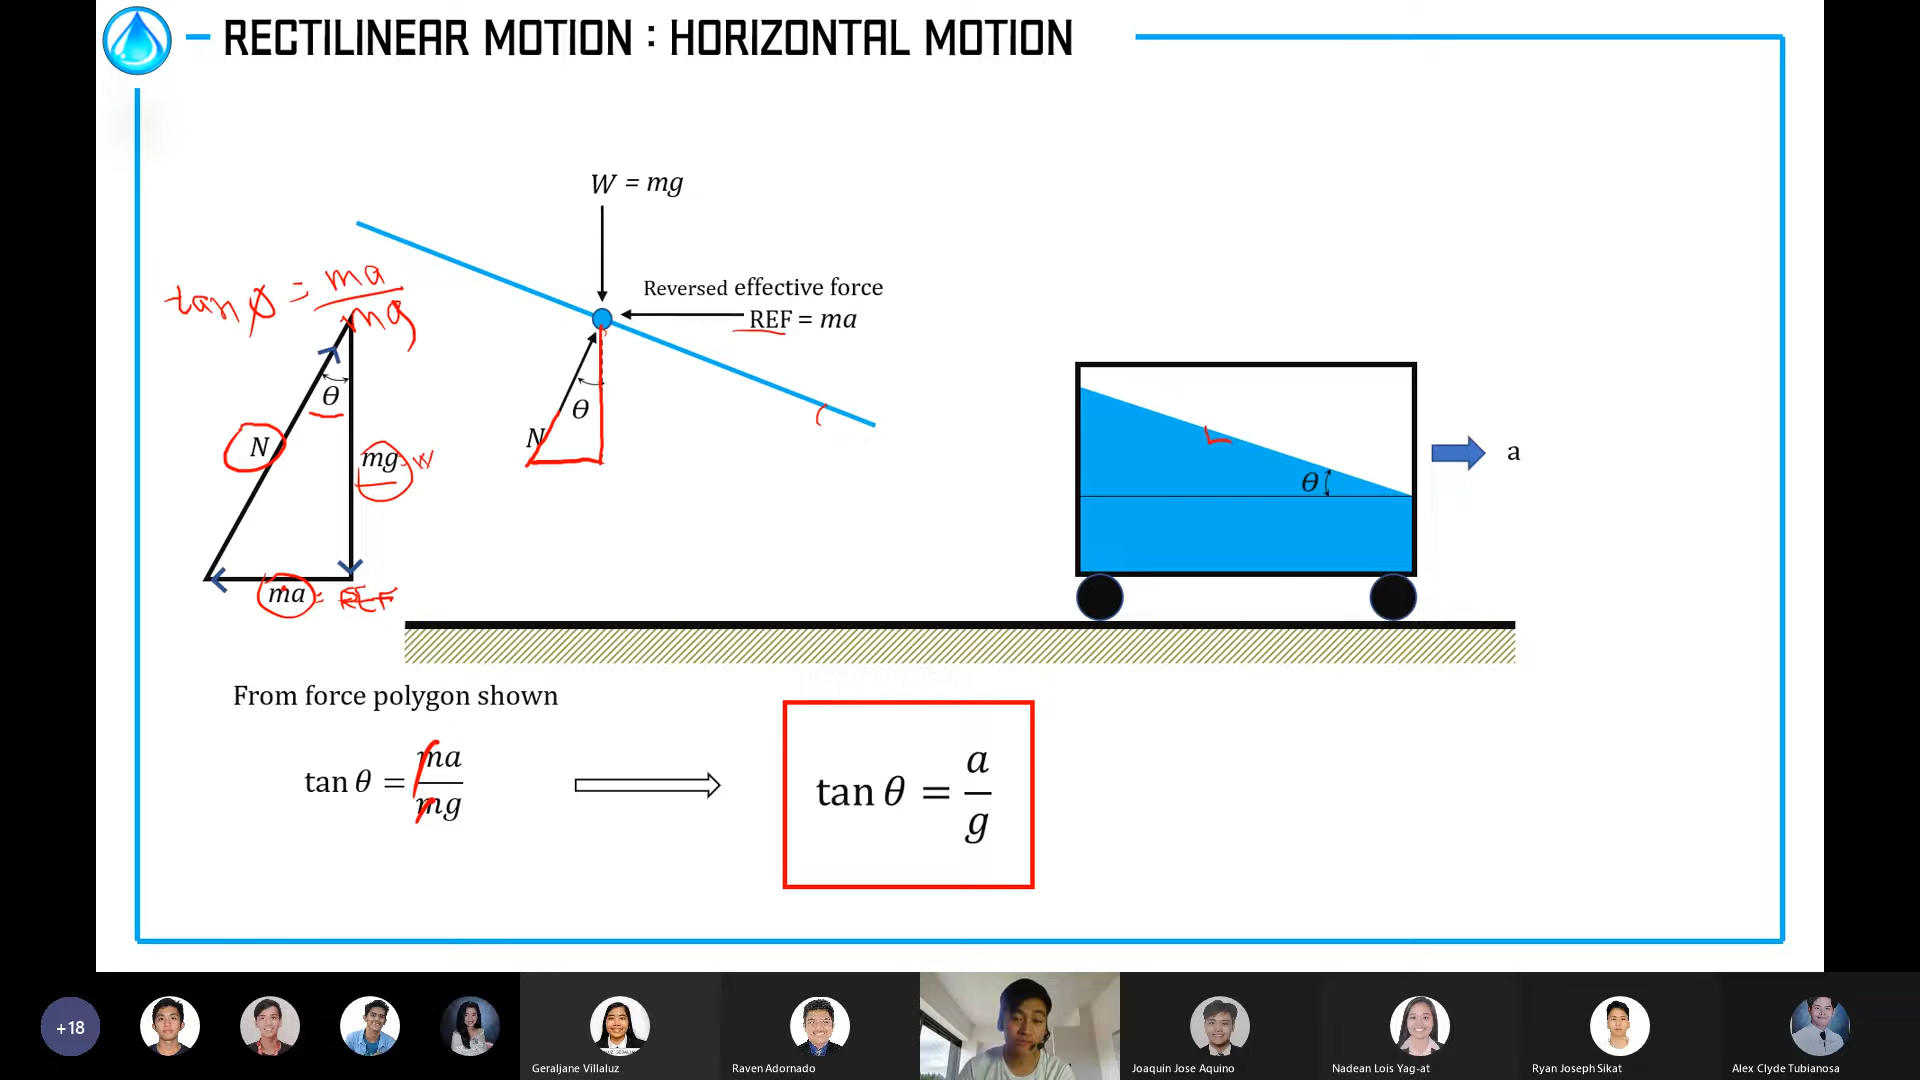 RECTILINEAR MOTION : HORIZONTAL MOTION
W = mg
Reversed effective force
REF = ma
tan θ = ma
mg
θ
N
mg W
ma = REF
θ
N
θ
a
From force polygon shown
tan θ = ma
mg
tan θ = a
g
+18
Geraljane Villaluz
Raven Adornado
Joaquin Jose Aquino
Nadean Lois Yag-at
Ryan Joseph Sikat
Alex Clyde Tubianosa